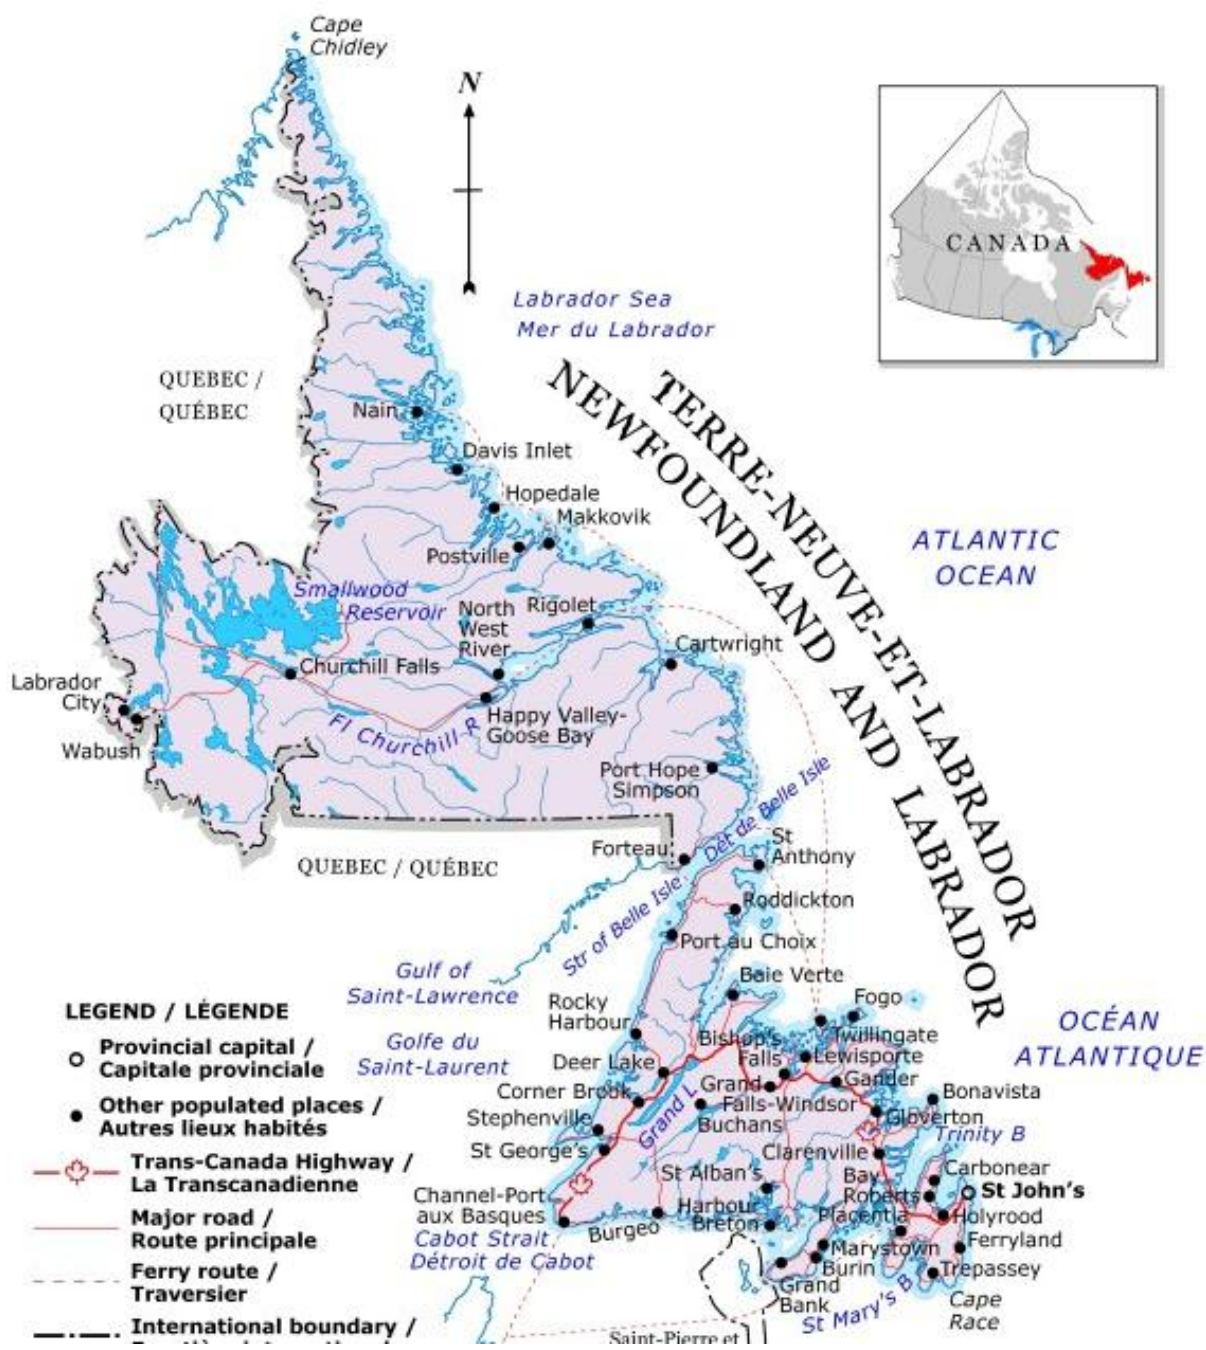 Cape
Chidley
N
CANADA
Labrador Sea
Mer du Labrador
QUEBEC /
QUÉBEC
TERRE-NEUVE-ET-LABRADOR
NEWFOUNDLAND AND LABRADOR
Nain
Davis Inlet
Hopedale
Makkovik
Postville
ATLANTIC
OCEAN
Smallwood
Reservoir
North
West
River
Rigolet
Cartwright
Churchill Falls
Labrador
City
Wabush
Fl Churchill R
Happy Valley-
Goose Bay
Port Hope
Simpson
QUEBEC / QUÉBEC
Forteau
Str of Belle Isle
Dét de Belle Isle
St
Anthony
Roddickton
Port au Choix
Gulf of
Saint-Lawrence
Golfe du
Saint-Laurent
Baie Verte
Fogo
Rocky
Harbour
Bishop's
Falls
Twillingate
Lewisporte
OCÉAN
ATLANTIQUE
Deer Lake
Corner Brook
Grand L
Grand
Falls-Windsor
Gander
Bonavista
Stephenville
Buchans
Gloverton
Trinity B
St George's
Clarenville
St Alban's
Bay
Roberts
Carbonear
St John's
Channel-Port
aux Basques
Burgeo
Harbour
Breton
Placentia
Holyrood
Cabot Strait
Détroit de Cabot
Marystown
Burin
Ferryland
Grand
Bank
St Mary's B
Trepassey
Cape
Race
Saint-Pierre et
LEGEND / LÉGENDE
Provincial capital /
Capitale provinciale
Other populated places /
Autres lieux habités
Trans-Canada Highway /
La Transcanadienne
Major road /
Route principale
Ferry route /
Traversier
International boundary /